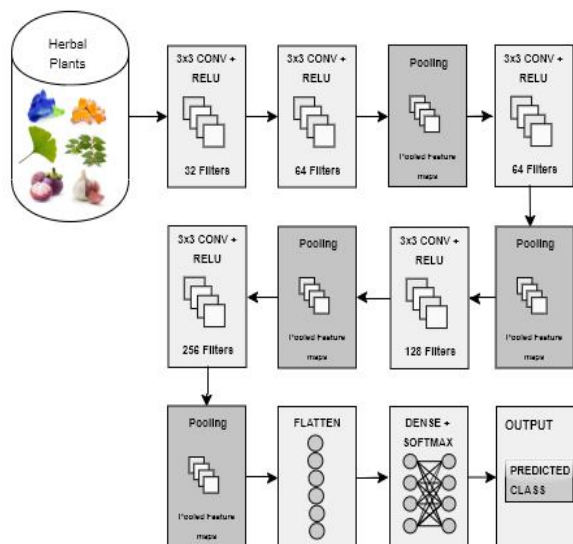 Herbal
Plants
3x3 CONV +
RELU
32 Filters
3x3 CONV +
RELU
64 Filters
Pooling
Pooled Feature
maps
3x3 CONV +
RELU
64 Filters
Pooling
Pooled Feature
maps
3x3 CONV +
RELU
128 Filters
Pooling
Pooled Feature
maps
3x3 CONV +
RELU
256 Filters
Pooling
Pooled Feature
maps
FLATTEN
DENSE +
SOFTMAX
OUTPUT
PREDICTED
CLASS